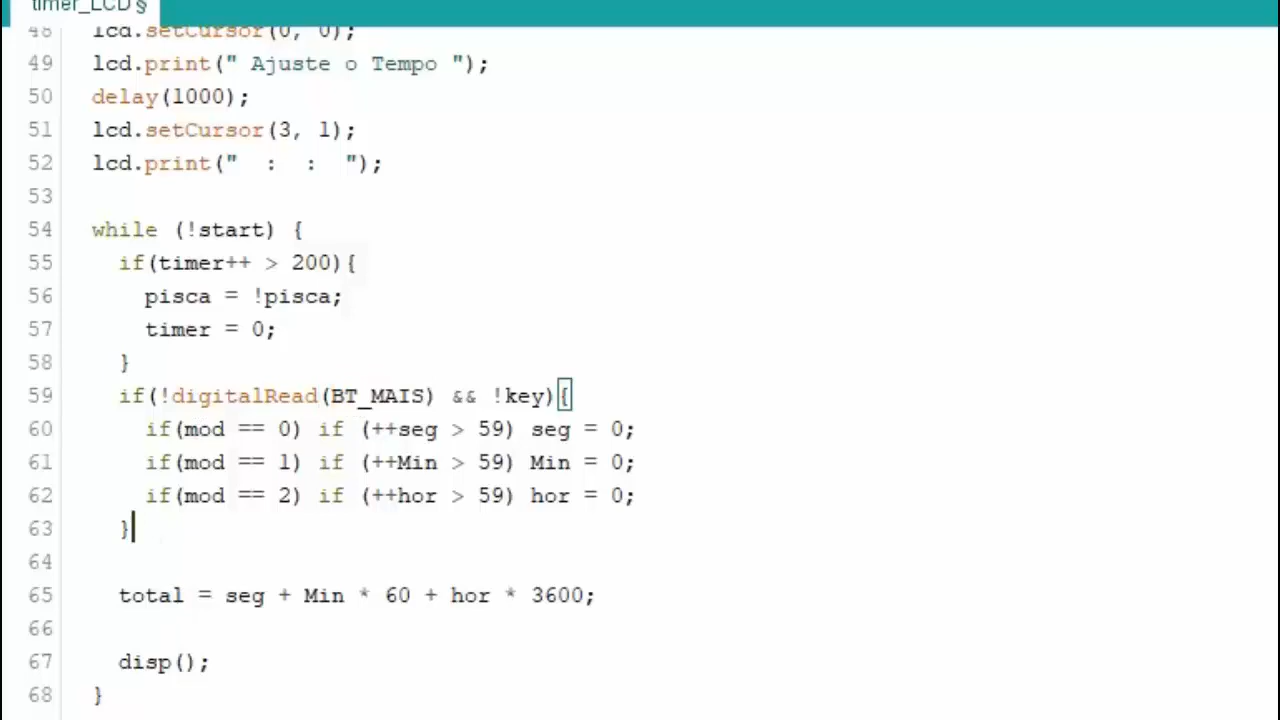 timer_LCD §
48 lcd.setCursor(0, 0);
49 lcd.print(" Ajuste o Tempo ");
50 delay(1000);
51 lcd.setCursor(3, 1);
52 lcd.print("  :  :  ");
53
54 while (!start) {
55 if(timer++ > 200){
56 pisca = !pisca;
57 timer = 0;
58 }
59 if(!digitalRead(BT_MAIS) && !key){
60 if(mod == 0) if (++seg > 59) seg = 0;
61 if(mod == 1) if (++Min > 59) Min = 0;
62 if(mod == 2) if (++hor > 59) hor = 0;
63 }
64
65 total = seg + Min * 60 + hor * 3600;
66
67 disp();
68 }